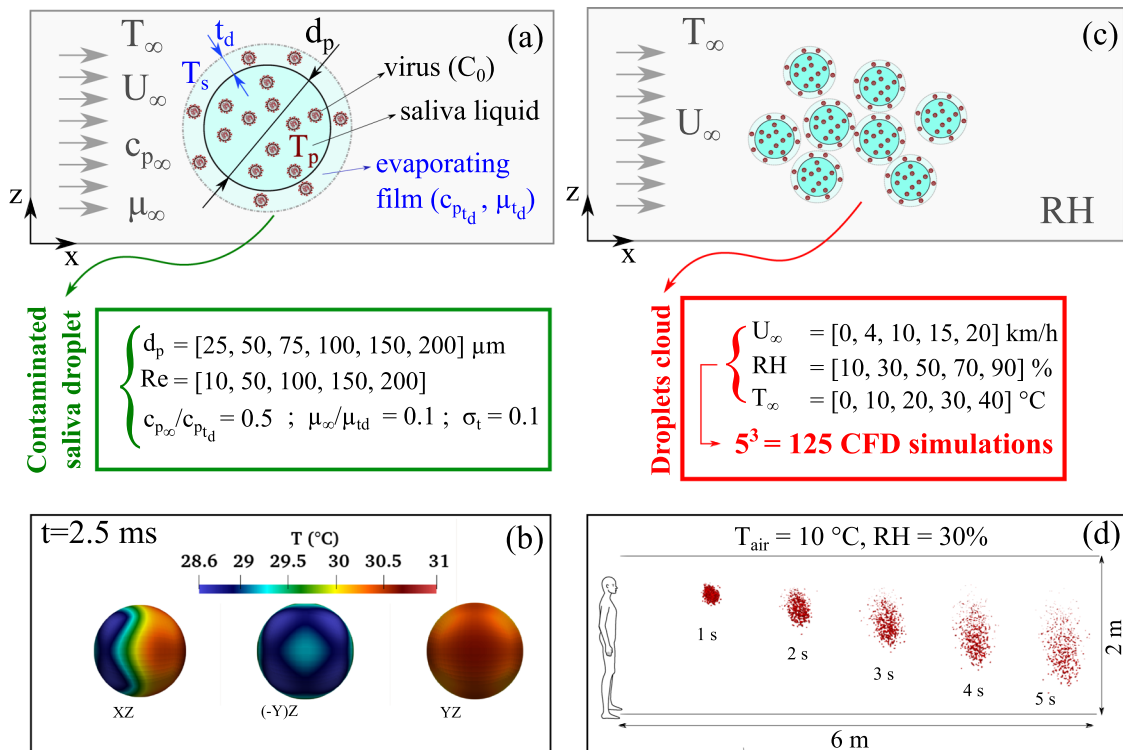 (a)
T∞
U∞
cp∞
μ∞
td
dp
Ts
Tp
virus (C0)
saliva liquid
evaporating
film (cptd, μtd)
z
x
Contaminated
saliva droplet
dp = [25, 50, 75, 100, 150, 200] μm
Re = [10, 50, 100, 150, 200]
cp∞/cptd = 0.5 ; μ∞/μtd = 0.1 ; σt = 0.1
(c)
T∞
U∞
RH
z
x
Droplets cloud
U∞ = [0, 4, 10, 15, 20] km/h
RH = [10, 30, 50, 70, 90] %
T∞ = [0, 10, 20, 30, 40] °C
5³ = 125 CFD simulations
t=2.5 ms
(b)
T (°C)
28.6 29 29.5 30 30.5 31
XZ (-Y)Z YZ
(d)
Tair = 10 °C, RH = 30%
1 s
2 s
3 s
4 s
5 s
2 m
6 m